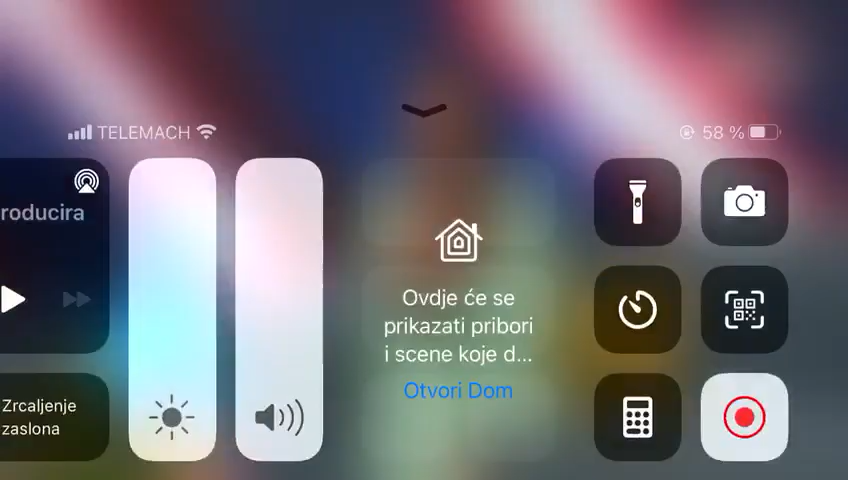 TELEMACH
58 %
roducira
Ovdje će se
prikazati pribori
i scene koje d...
Otvori Dom
Zrcaljenje
zaslona